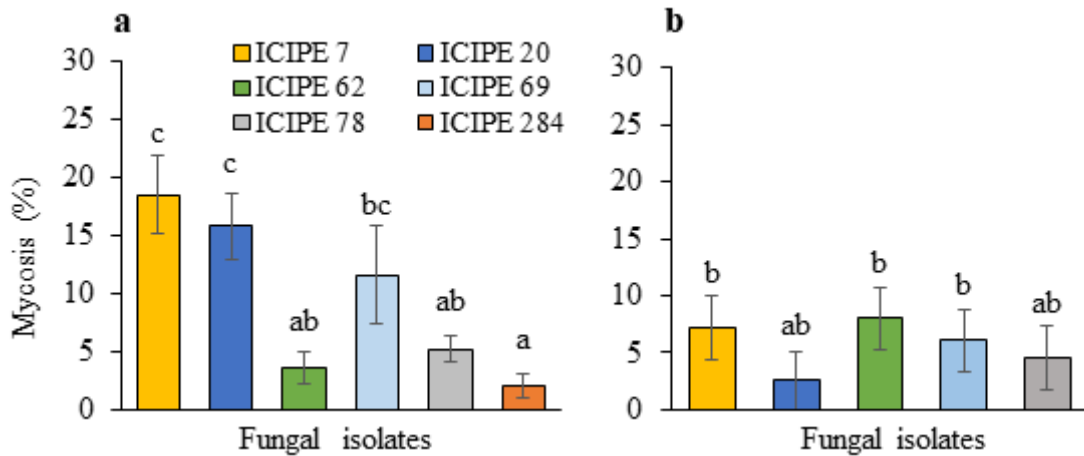 a
ICIPE 7 ICIPE 20
ICIPE 62 ICIPE 69
ICIPE 78 ICIPE 284
Mycosis (%)
30
25
20
15
10
5
0
c
c
ab
bc
ab
a
Fungal isolates
b
30
25
20
15
10
5
0
b
ab
b
b
ab
Fungal isolates